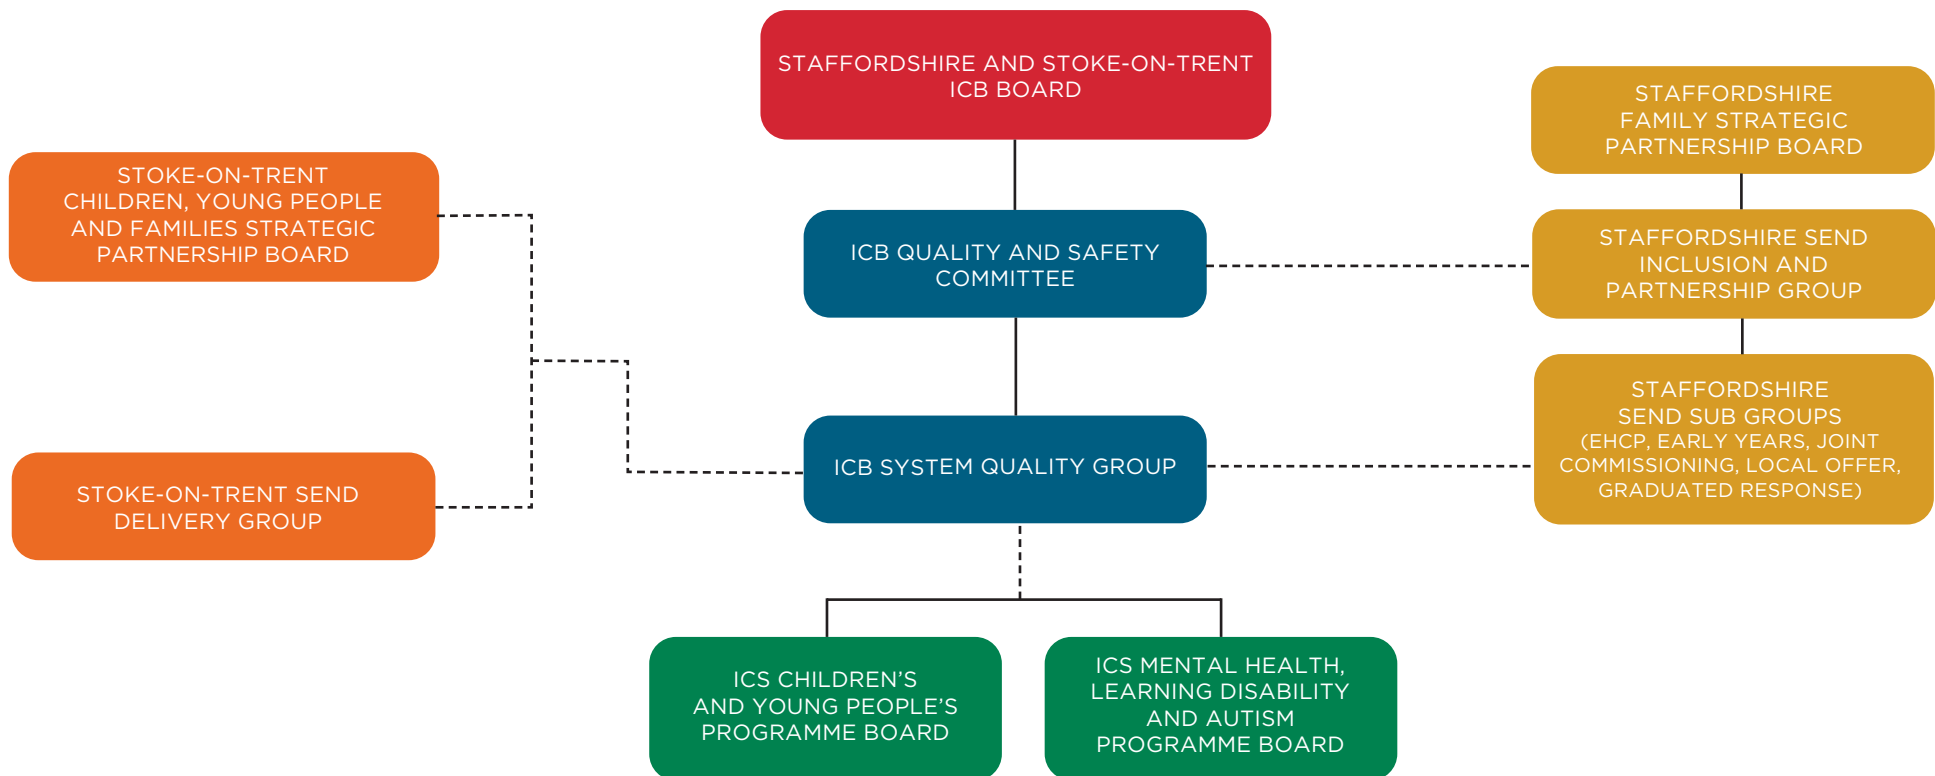 STAFFORDSHIRE AND STOKE-ON-TRENT
ICB BOARD
STAFFORDSHIRE
FAMILY STRATEGIC
PARTNERSHIP BOARD
STOKE-ON-TRENT
CHILDREN, YOUNG PEOPLE
AND FAMILIES STRATEGIC
PARTNERSHIP BOARD
ICB QUALITY AND SAFETY
COMMITTEE
STAFFORDSHIRE SEND
INCLUSION AND
PARTNERSHIP GROUP
STAFFORDSHIRE
SEND SUB GROUPS
(EHCP, EARLY YEARS, JOINT
COMMISSIONING, LOCAL OFFER,
GRADUATED RESPONSE)
ICB SYSTEM QUALITY GROUP
STOKE-ON-TRENT SEND
DELIVERY GROUP
ICS CHILDREN’S
AND YOUNG PEOPLE’S
PROGRAMME BOARD
ICS MENTAL HEALTH,
LEARNING DISABILITY
AND AUTISM
PROGRAMME BOARD